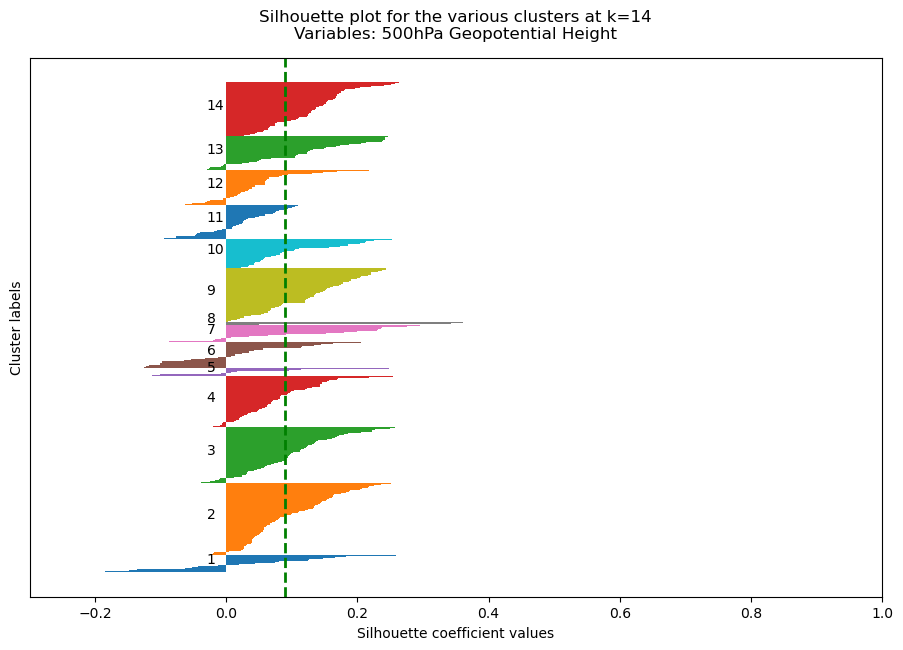 Silhouette plot for the various clusters at k=14
Variables: 500hPa Geopotential Height
14
13
12
11
10
9
8
7
6
5
4
3
2
1
Cluster labels
−0.2 0.0 0.2 0.4 0.6 0.8 1.0
Silhouette coefficient values